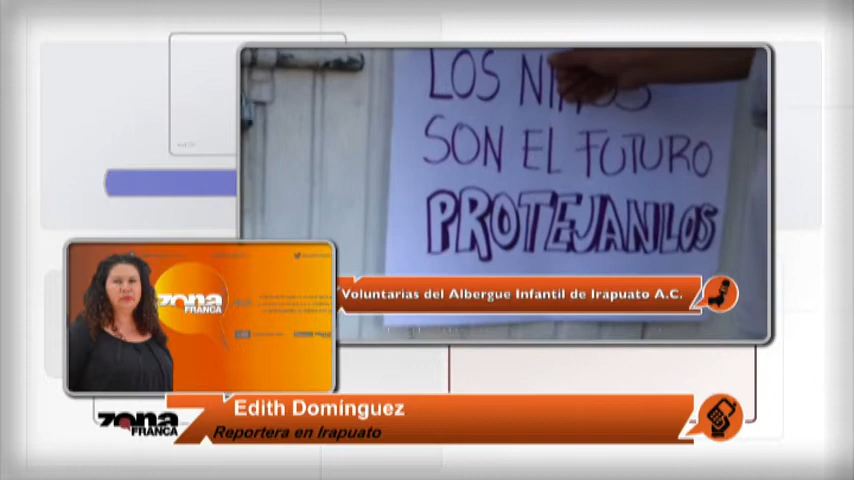 LOS NIÑOS
SON EL FUTURO
PROTEJANLOS
Voluntarias del Albergue Infantil de Irapuato A.C.
zona
FRANCA
Edith Domínguez
Reportera en Irapuato
zona
FRANCA